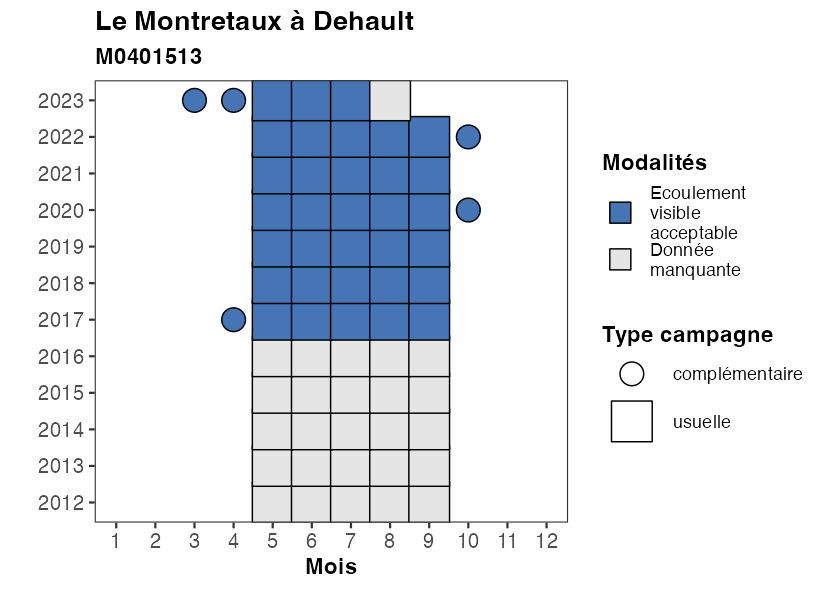 Le Montretaux à Dehault
M0401513
2023
2022
2021
2020
2019
2018
2017
2016
2015
2014
2013
2012
1 2 3 4 5 6 7 8 9 10 11 12
Mois
Modalités
Ecoulement
visible
acceptable
Donnée
manquante
Type campagne
complémentaire
usuelle